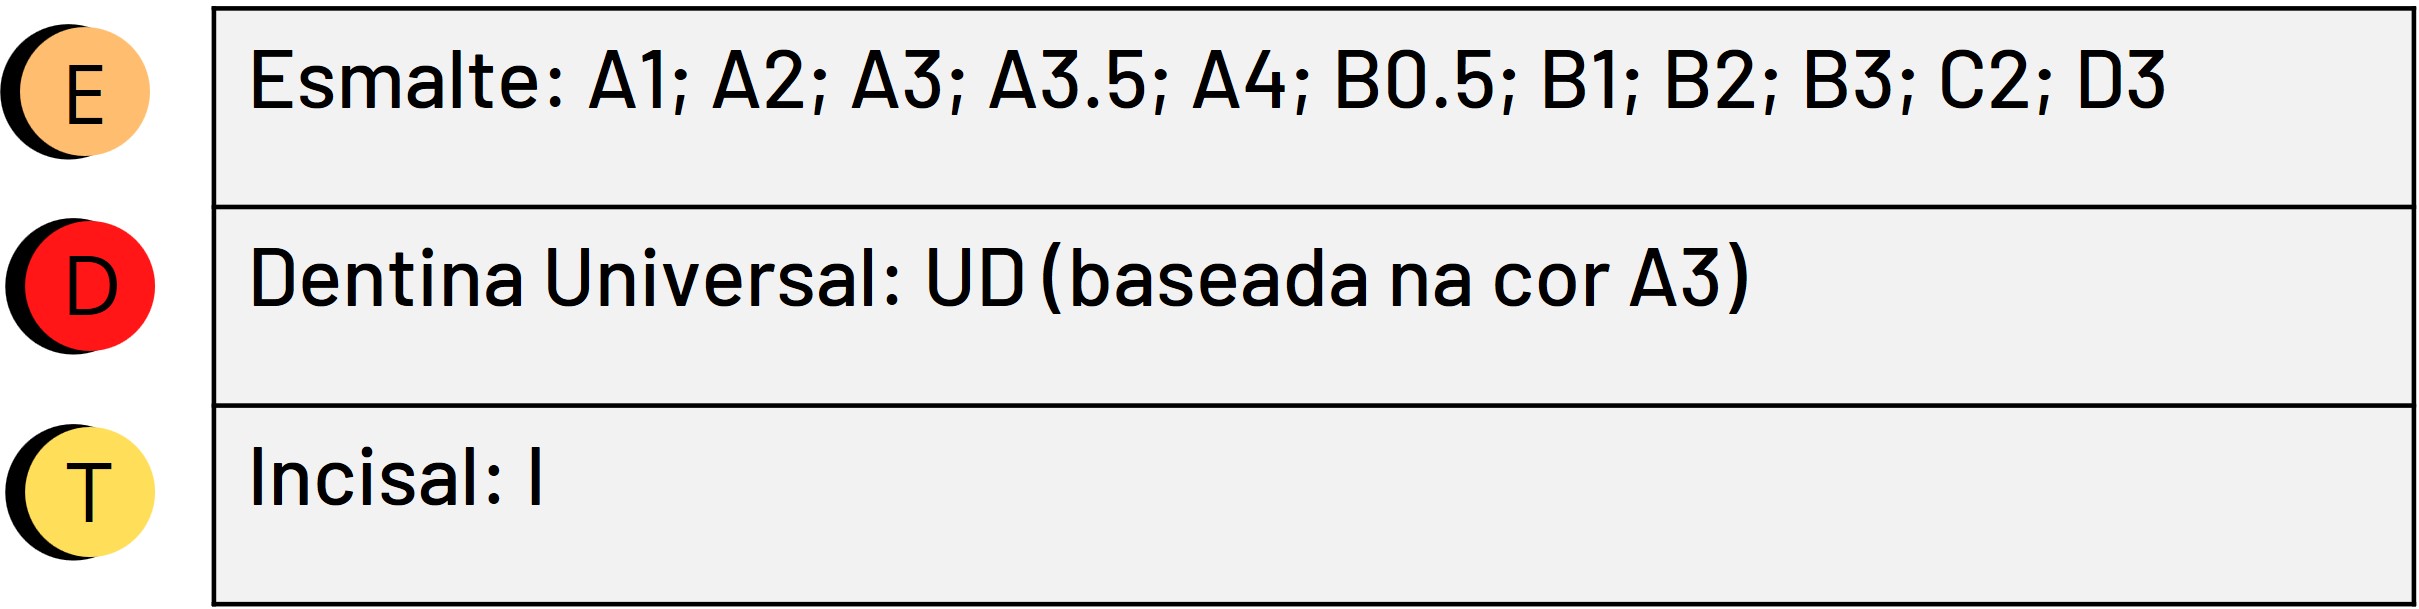 E
Esmalte: A1; A2; A3; A3.5; A4; B0.5; B1; B2; B3; C2; D3
D
Dentina Universal: UD (baseada na cor A3)
T
Incisal: I